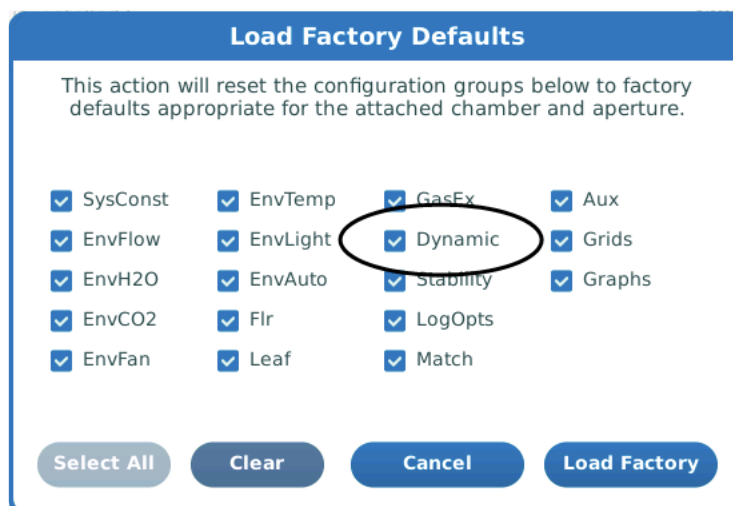 Load Factory Defaults
This action will reset the configuration groups below to factory
defaults appropriate for the attached chamber and aperture.
SysConst EnvTemp GasEx Aux
EnvFlow EnvLight Dynamic Grids
EnvH2O EnvAuto Stability Graphs
EnvCO2 Flr LogOpts
EnvFan Leaf Match
Select All Clear Cancel Load Factory